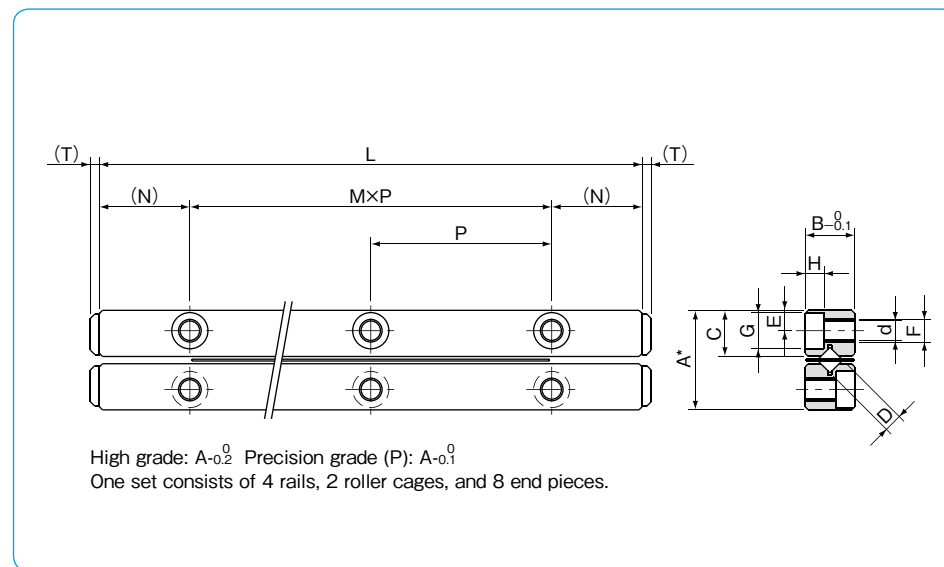 (T) L (T)
(N) M×P (N)
P
B-0 0.1
H
A* C G E d F
D
High grade: A-0 0.2 Precision grade (P): A-0 0.1
One set consists of 4 rails, 2 roller cages, and 8 end pieces.